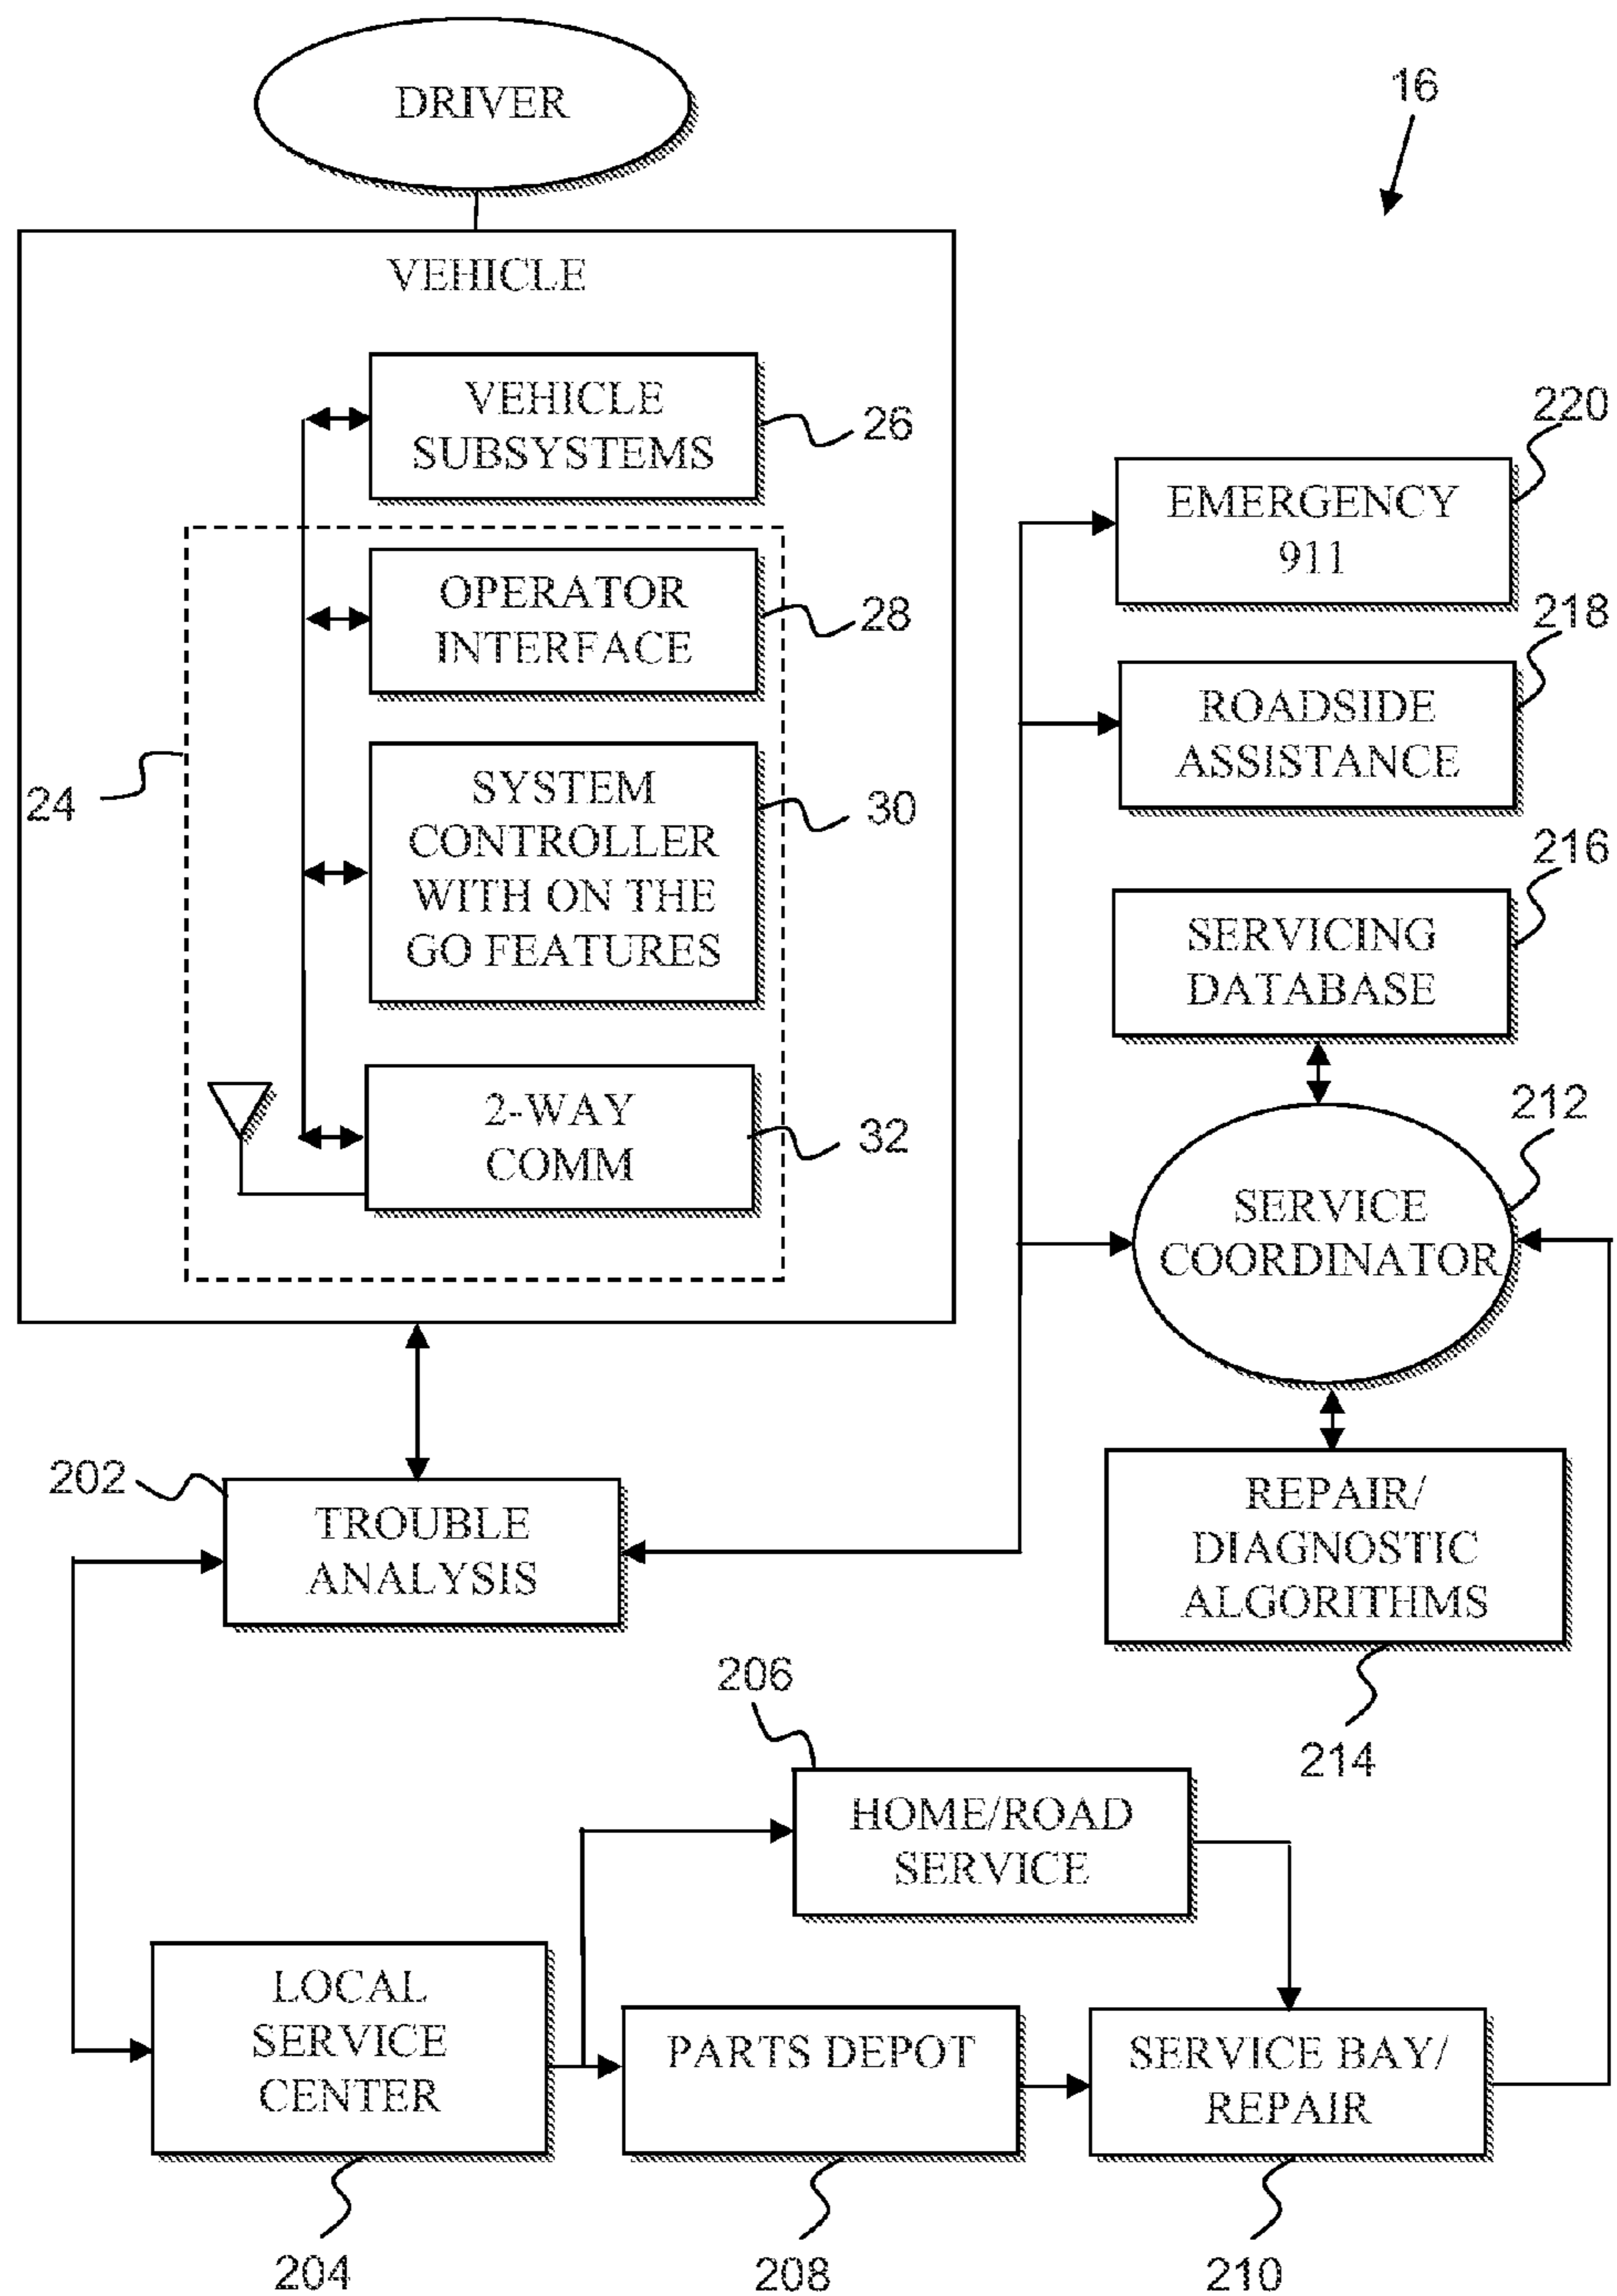 DRIVER
16
VEHICLE
VEHICLE
SUBSYSTEMS
26
OPERATOR
INTERFACE
28
24
SYSTEM
CONTROLLER
WITH ON THE
GO FEATURES
30
2-WAY
COMM
32
220
EMERGENCY
911
218
ROADSIDE
ASSISTANCE
216
SERVICING
DATABASE
212
SERVICE
COORDINATOR
202
TROUBLE
ANALYSIS
REPAIR/
DIAGNOSTIC
ALGORITHMS
214
206
HOME/ROAD
SERVICE
LOCAL
SERVICE
CENTER
204
PARTS DEPOT
208
SERVICE BAY/
REPAIR
210